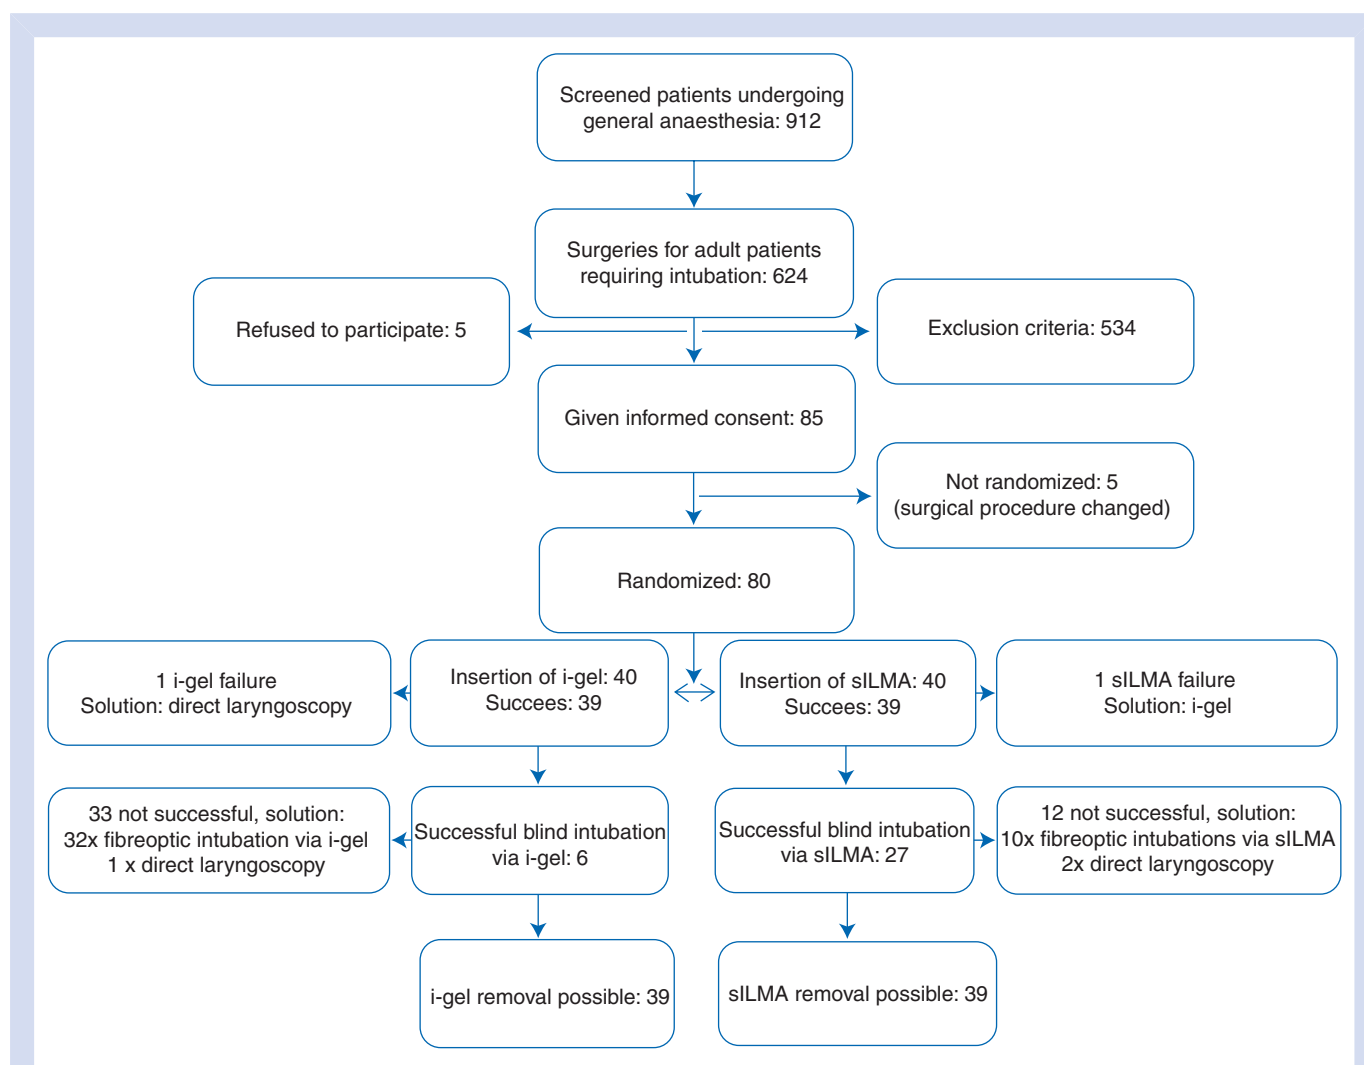 Screened patients undergoing
general anaesthesia: 912
Surgeries for adult patients
requiring intubation: 624
Refused to participate: 5
Exclusion criteria: 534
Given informed consent: 85
Not randomized: 5
(surgical procedure changed)
Randomized: 80
1 i-gel failure
Solution: direct laryngoscopy
Insertion of i-gel: 40
Succees: 39
Insertion of sILMA: 40
Succees: 39
1 sILMA failure
Solution: i-gel
33 not successful, solution:
32x fibreoptic intubation via i-gel
1 x direct laryngoscopy
Successful blind intubation
via i-gel: 6
Successful blind intubation
via sILMA: 27
12 not successful, solution:
10x fibreoptic intubations via sILMA
2x direct laryngoscopy
i-gel removal possible: 39
sILMA removal possible: 39